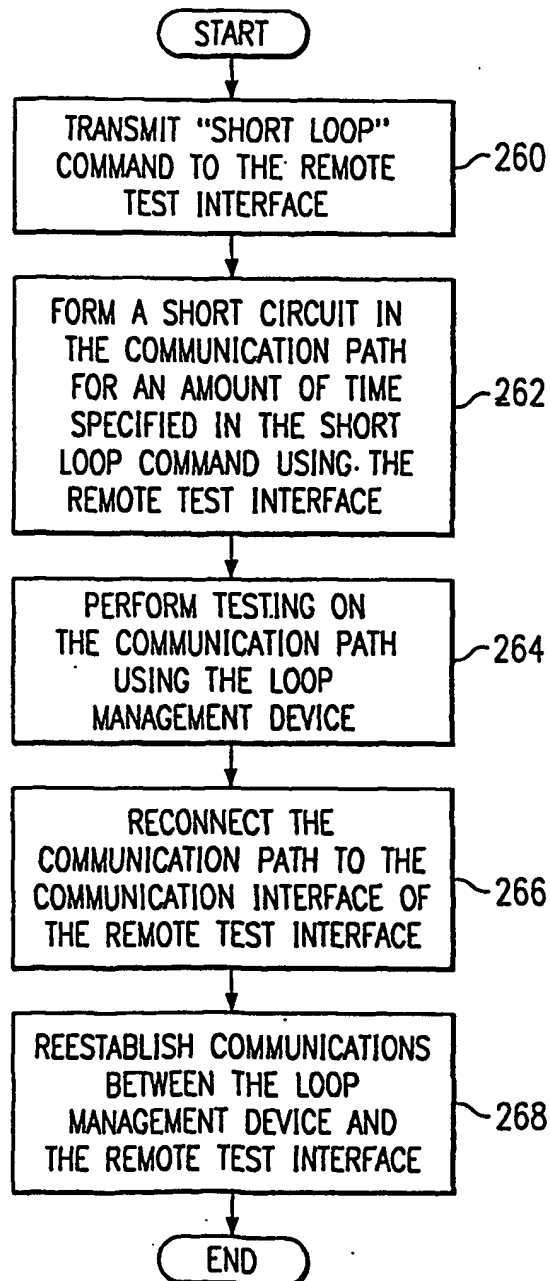 START
TRANSMIT "SHORT LOOP"
COMMAND TO THE REMOTE
TEST INTERFACE
260
FORM A SHORT CIRCUIT IN
THE COMMUNICATION PATH
FOR AN AMOUNT OF TIME
SPECIFIED IN THE SHORT
LOOP COMMAND USING THE
REMOTE TEST INTERFACE
262
PERFORM TESTING ON
THE COMMUNICATION PATH
USING THE LOOP
MANAGEMENT DEVICE
264
RECONNECT THE
COMMUNICATION PATH TO THE
COMMUNICATION INTERFACE OF
THE REMOTE TEST INTERFACE
266
REESTABLISH COMMUNICATIONS
BETWEEN THE LOOP
MANAGEMENT DEVICE AND
THE REMOTE TEST INTERFACE
268
END